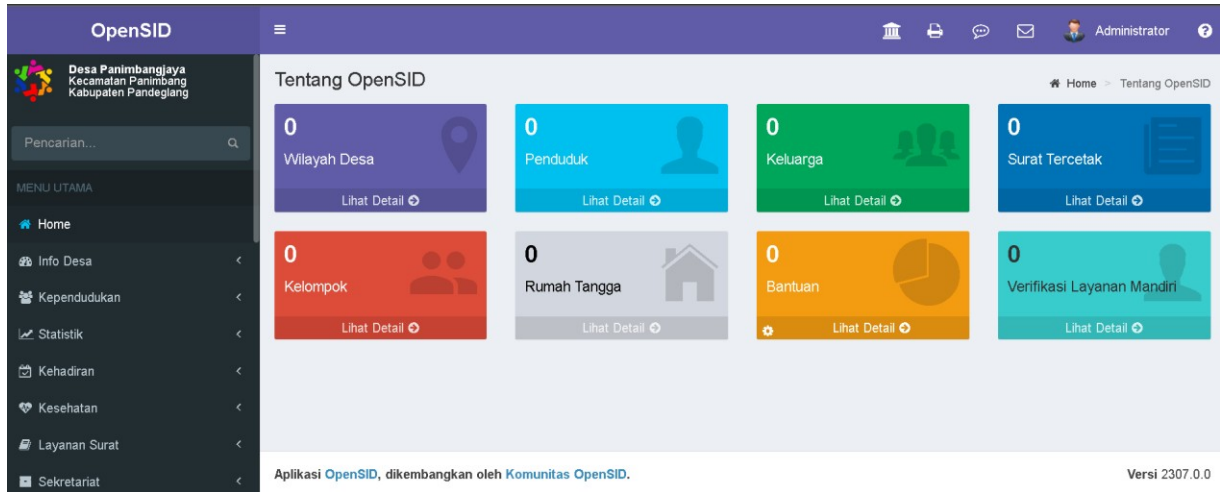 OpenSID
Administrator
Desa Panimbangjaya
Kecamatan Panimbang
Kabupaten Pandeglang
Pencarian...
MENU UTAMA
Home
Info Desa
Kependudukan
Statistik
Kehadiran
Kesehatan
Layanan Surat
Sekretariat
Tentang OpenSID
Home > Tentang OpenSID
0
Wilayah Desa
Lihat Detail
0
Penduduk
Lihat Detail
0
Keluarga
Lihat Detail
0
Surat Tercetak
Lihat Detail
0
Kelompok
Lihat Detail
0
Rumah Tangga
Lihat Detail
0
Bantuan
Lihat Detail
0
Verifikasi Layanan Mandiri
Lihat Detail
Aplikasi OpenSID, dikembangkan oleh Komunitas OpenSID.
Versi 2307.0.0